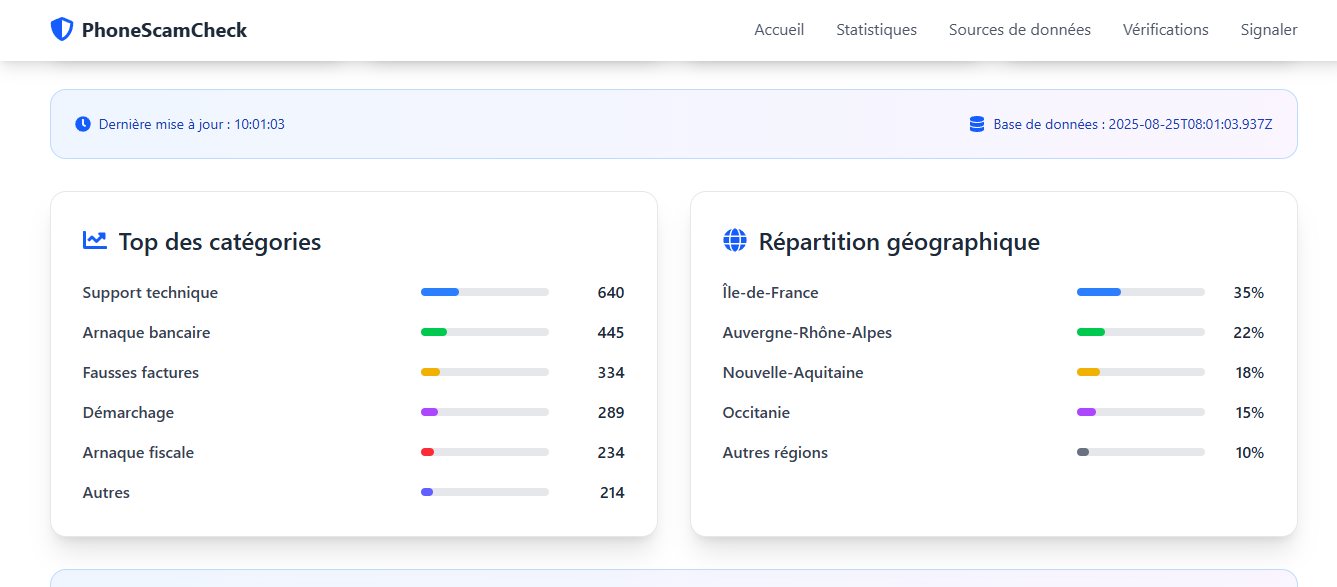 PhoneScamCheck
Accueil Statistiques Sources de données Vérifications Signaler
Dernière mise à jour : 10:01:03
Base de données : 2025-08-25T08:01:03.937Z
Top des catégories
Support technique 640
Arnaque bancaire 445
Fausses factures 334
Démarchage 289
Arnaque fiscale 234
Autres 214
Répartition géographique
Île-de-France 35%
Auvergne-Rhône-Alpes 22%
Nouvelle-Aquitaine 18%
Occitanie 15%
Autres régions 10%